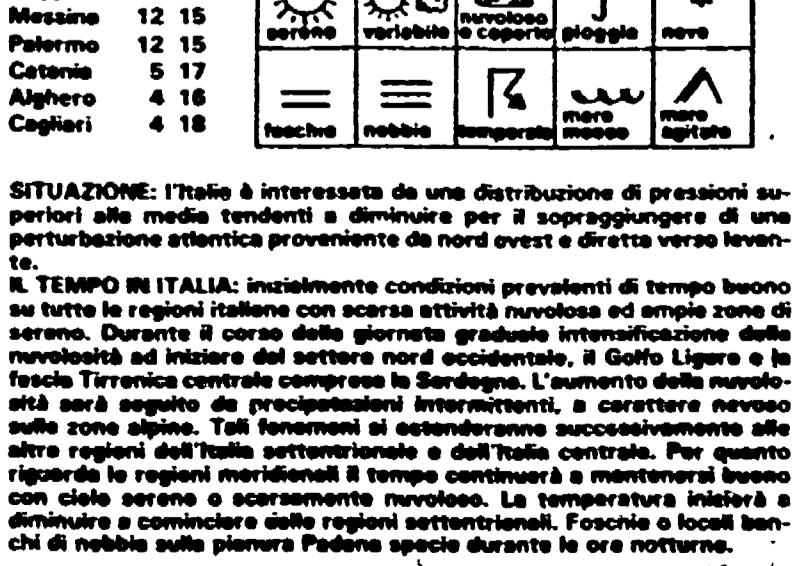 Messina 12 15
Palermo 12 15
Catania 5 17
Alghero 4 16
Cagliari 4 18
sereno variabile nuvoloso o coperto pioggia neve
foschia nebbia temporale mare mosso mare agitato
SITUAZIONE: l'Italia è interessata da una distribuzione di pressioni su-
periori alla media tendenti a diminuire per il sopraggiungere di una
perturbazione atlantica proveniente da nord ovest e diretta verso levan-
te.
IL TEMPO IN ITALIA: inizialmente condizioni prevalenti di tempo buono
su tutte le regioni italiane con scarsa attività nuvolosa ed ampie zone di
sereno. Durante il corso della giornata graduale intensificazione della
nuvolosità ad iniziare dal settore nord occidentale, il Golfo Ligure e la
fascia Tirrenica centrale compresa la Sardegna. L'aumento della nuvolo-
sità sarà seguito da precipitazioni intermittenti, a carattere nevoso
sulle zone alpine. Tali fenomeni si estenderanno successivamente alle
altre regioni dell'Italia settentrionale e dell'Italia centrale. Per quanto
riguarda le regioni meridionali il tempo continuerà a mantenersi buono
con cielo sereno o scarsamente nuvoloso. La temperatura inizierà a
diminuire a cominciare dalle regioni settentrionali. Foschie o locali ban-
chi di nebbia sulla pianura Padana specie durante le ore notturne.